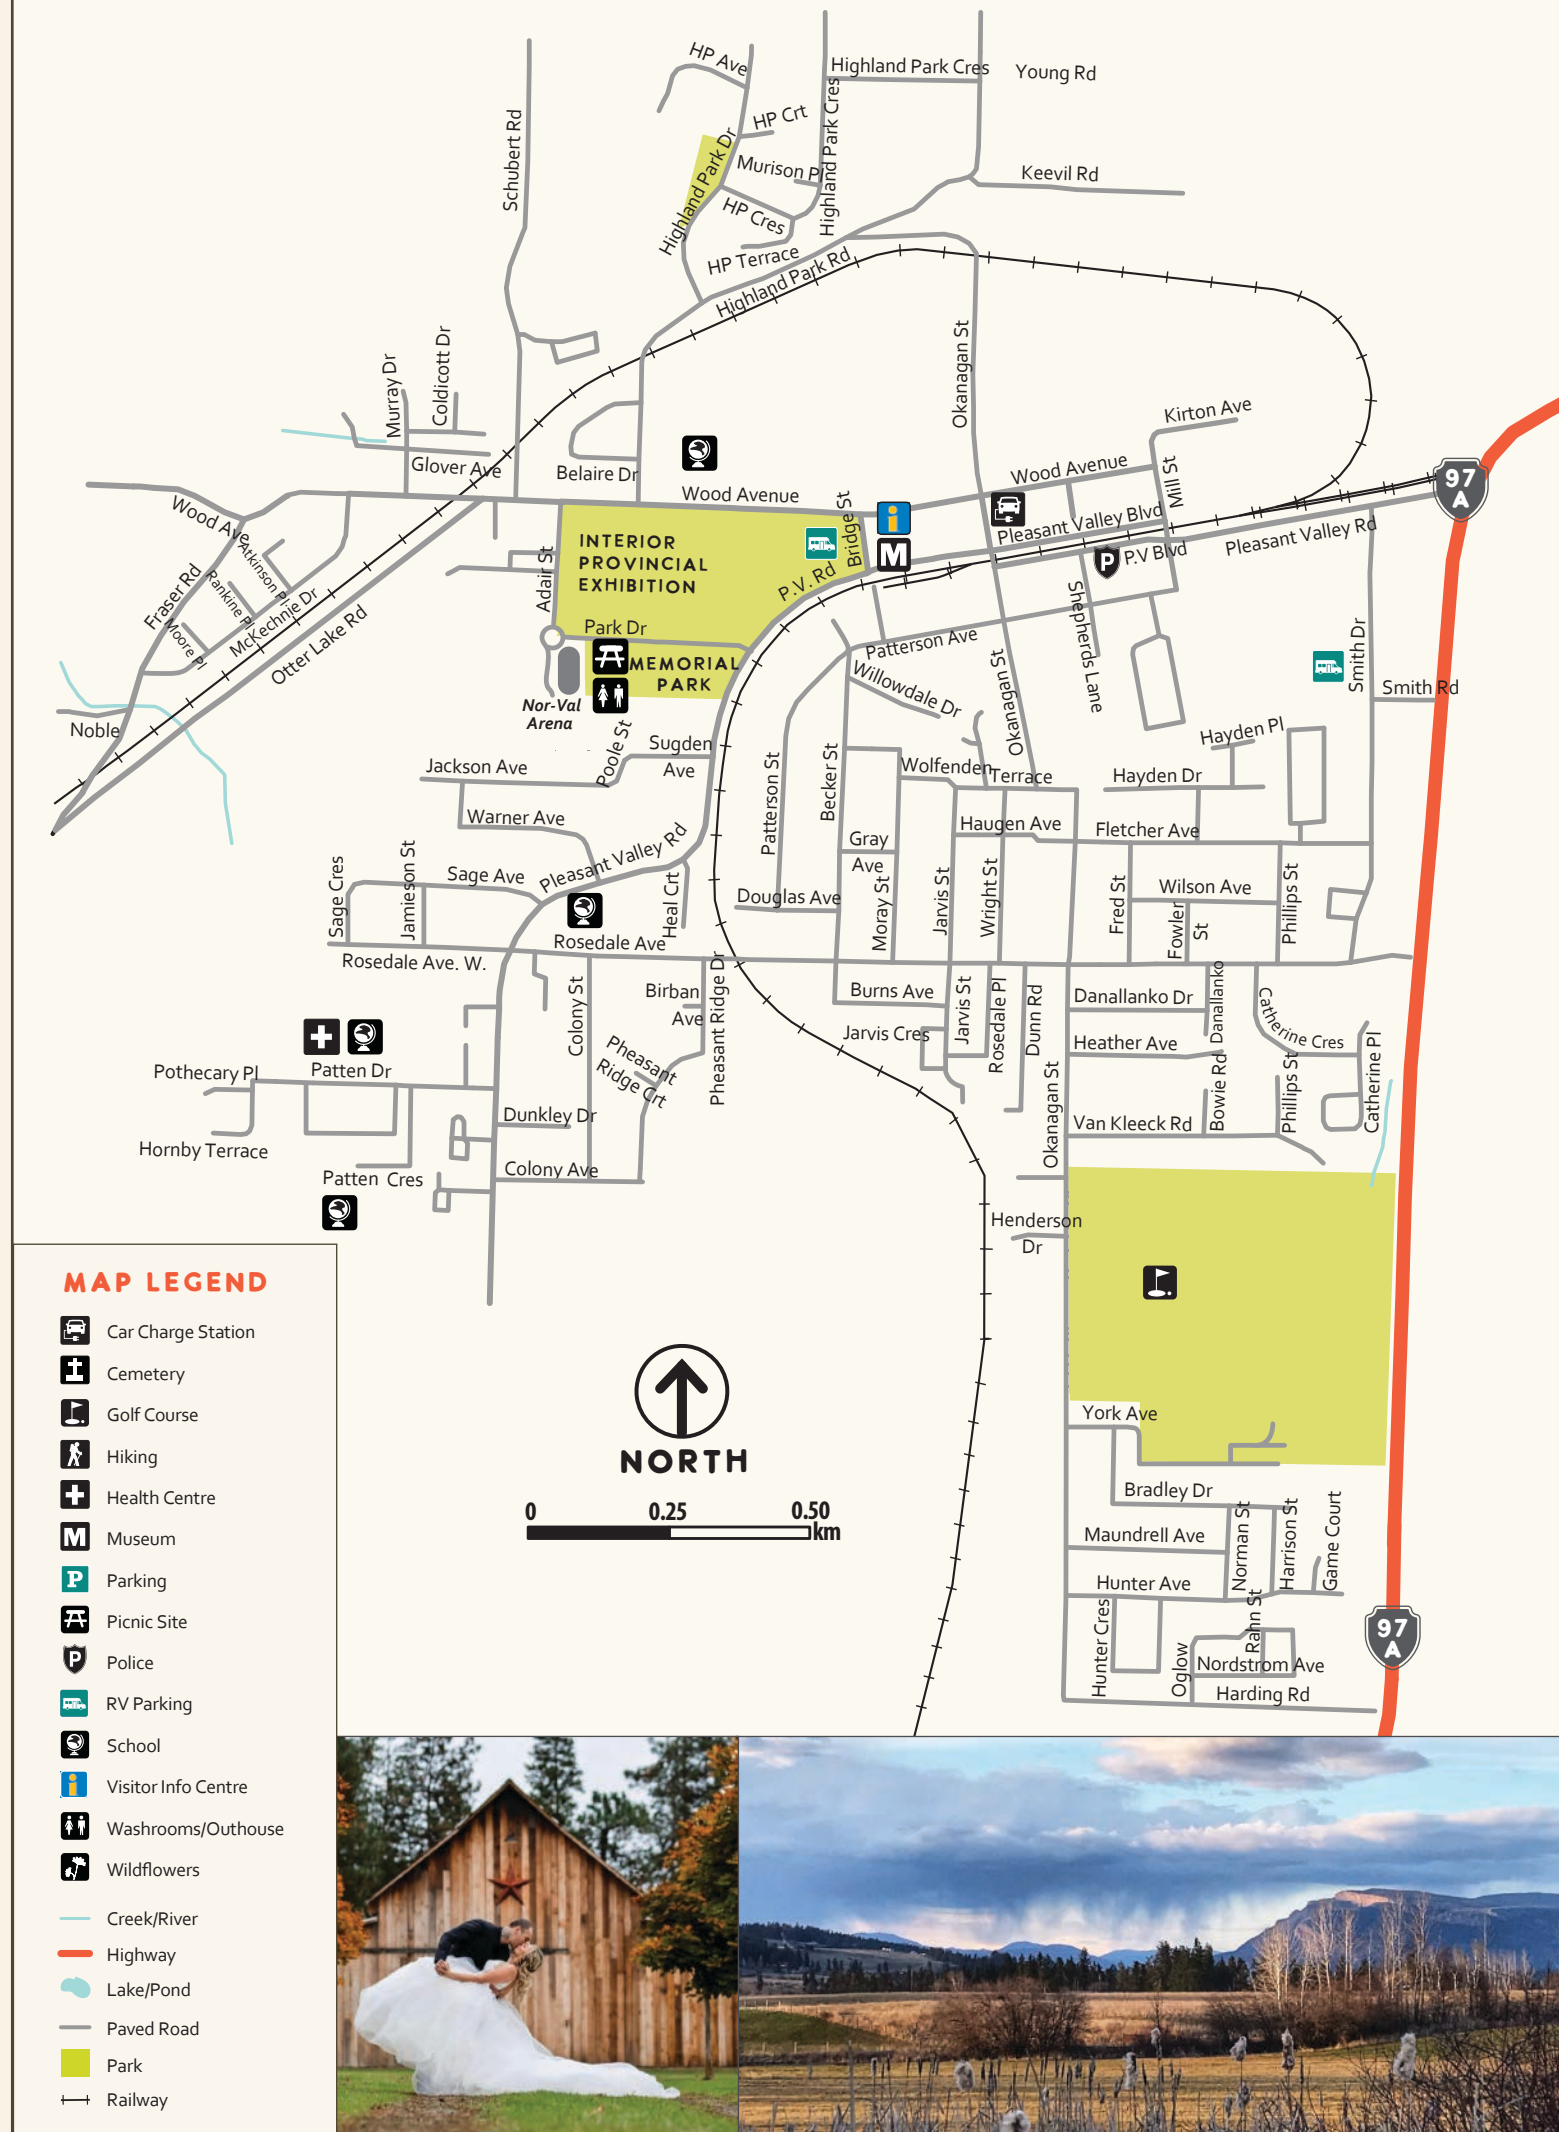 HP Ave
Highland Park Cres
Young Rd
HP Crt
Schubert Rd
Highland Park Dr
Murison Pl
Highland Park Cres
Keevil Rd
HP Cres
HP Terrace
Highland Park Rd
Murray Dr
Coldicott Dr
Okanagan St
Kirton Ave
Glover Ave
Belaire Dr
Wood Avenue
Mill St
97
A
Wood Avenue
Wood Ave
Bridge St
i
M
Pleasant Valley Blvd
Pleasant Valley Rd
P
P.V Blvd
INTERIOR
PROVINCIAL
EXHIBITION
Adair St
P.V. Rd
Atkinson Pl
Rankine Pl
Moore Pl
Fraser Rd
McKechnie Dr
Otter Lake Rd
Park Dr
Patterson Ave
Shepherds Lane
Smith Dr
Smith Rd
MEMORIAL
PARK
Willowdale Dr
Okanagan St
Nor-Val
Arena
Noble
Poole St
Sugden
Ave
Hayden Pl
Jackson Ave
Patterson St
Becker St
Wolfenden
Terrace
Hayden Dr
Warner Ave
Pleasant Valley Rd
Gray
Ave
Haugen Ave
Fletcher Ave
Sage Cres
Jamieson St
Sage Ave
Heal Crt
Douglas Ave
Moray St
Jarvis St
Wright St
Fred St
Wilson Ave
Fowler
St
Phillips St
Rosedale Ave
Rosedale Ave. W.
Colony St
Birban
Ave
Pheasant Ridge Dr
Burns Ave
Jarvis St
Rosedale Pl
Dunn Rd
Danallanko Dr
Danallanko
Catherine Cres
Jarvis Cres
Heather Ave
Pheasant
Ridge Crt
Pothecary Pl
Patten Dr
Okanagan St
Bowie Rd
Phillips St
Catherine Pl
Dunkley Dr
Van Kleeck Rd
Hornby Terrace
Patten Cres
Colony Ave
Henderson
Dr
NORTH
0
0.25
0.50
km
York Ave
Bradley Dr
Maundrell Ave
Norman St
Harrison St
Game Court
Hunter Ave
Hunter Cres
Rahn St
Oglow
Nordstrom Ave
Harding Rd
97
A
MAP LEGEND
Car Charge Station
Cemetery
Golf Course
Hiking
Health Centre
M Museum
P Parking
Picnic Site
P Police
RV Parking
School
i Visitor Info Centre
Washrooms/Outhouse
Wildflowers
Creek/River
Highway
Lake/Pond
Paved Road
Park
Railway